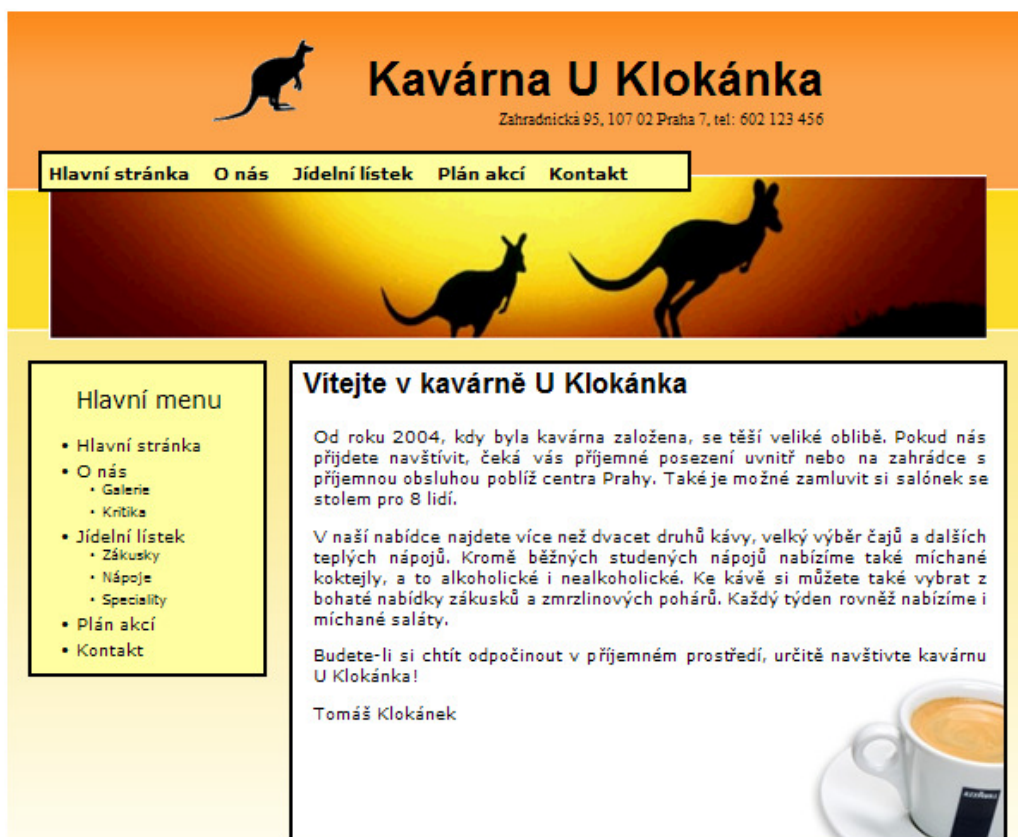 Kavárna U Klokánka
Zahradnická 95, 107 02 Praha 7, tel: 602 123 456
Hlavní stránka O nás Jídelní lístek Plán akcí Kontakt
Hlavní menu
• Hlavní stránka
• O nás
• Galerie
• Kritika
• Jídelní lístek
• Zákusky
• Nápoje
• Speciality
• Plán akcí
• Kontakt
Vítejte v kavárně U Klokánka
Od roku 2004, kdy byla kavárna založena, se těší veliké oblibě. Pokud nás
přijdete navštívit, čeká vás příjemné posezení uvnitř nebo na zahrádce s
příjemnou obsluhou poblíž centra Prahy. Také je možné zamluvit si salónek se
stolem pro 8 lidí.
V naší nabídce najdete více než dvacet druhů kávy, velký výběr čajů a dalších
teplých nápojů. Kromě běžných studených nápojů nabízíme také míchané
koktejly, a to alkoholické i nealkoholické. Ke kávě si můžete také vybrat z
bohaté nabídky zákusků a zmrzlinových pohárů. Každý týden rovněž nabízíme i
míchané saláty.
Budete-li si chtít odpočinout v příjemném prostředí, určitě navštivte kavárnu
U Klokánka!
Tomáš Klokánek